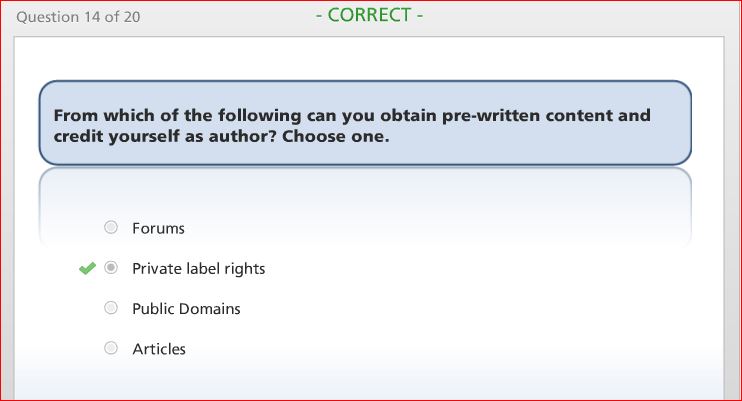 Question 14 of 20
- CORRECT -
From which of the following can you obtain pre-written content and
credit yourself as author? Choose one.
Forums
Private label rights
Public Domains
Articles